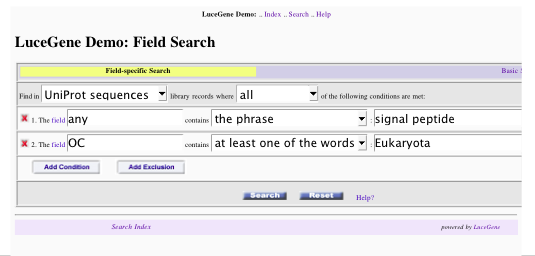 LuceGene Demo: .. Index .. Search .. Help
LuceGene Demo: Field Search
Field-specific Search Basic
Find in UniProt sequences library records where all of the following conditions are met:
1. The field any contains the phrase : signal peptide
2. The field OC contains at least one of the words : Eukaryota
Add Condition Add Exclusion
Search Reset Help?
Search Index powered by LuceGene